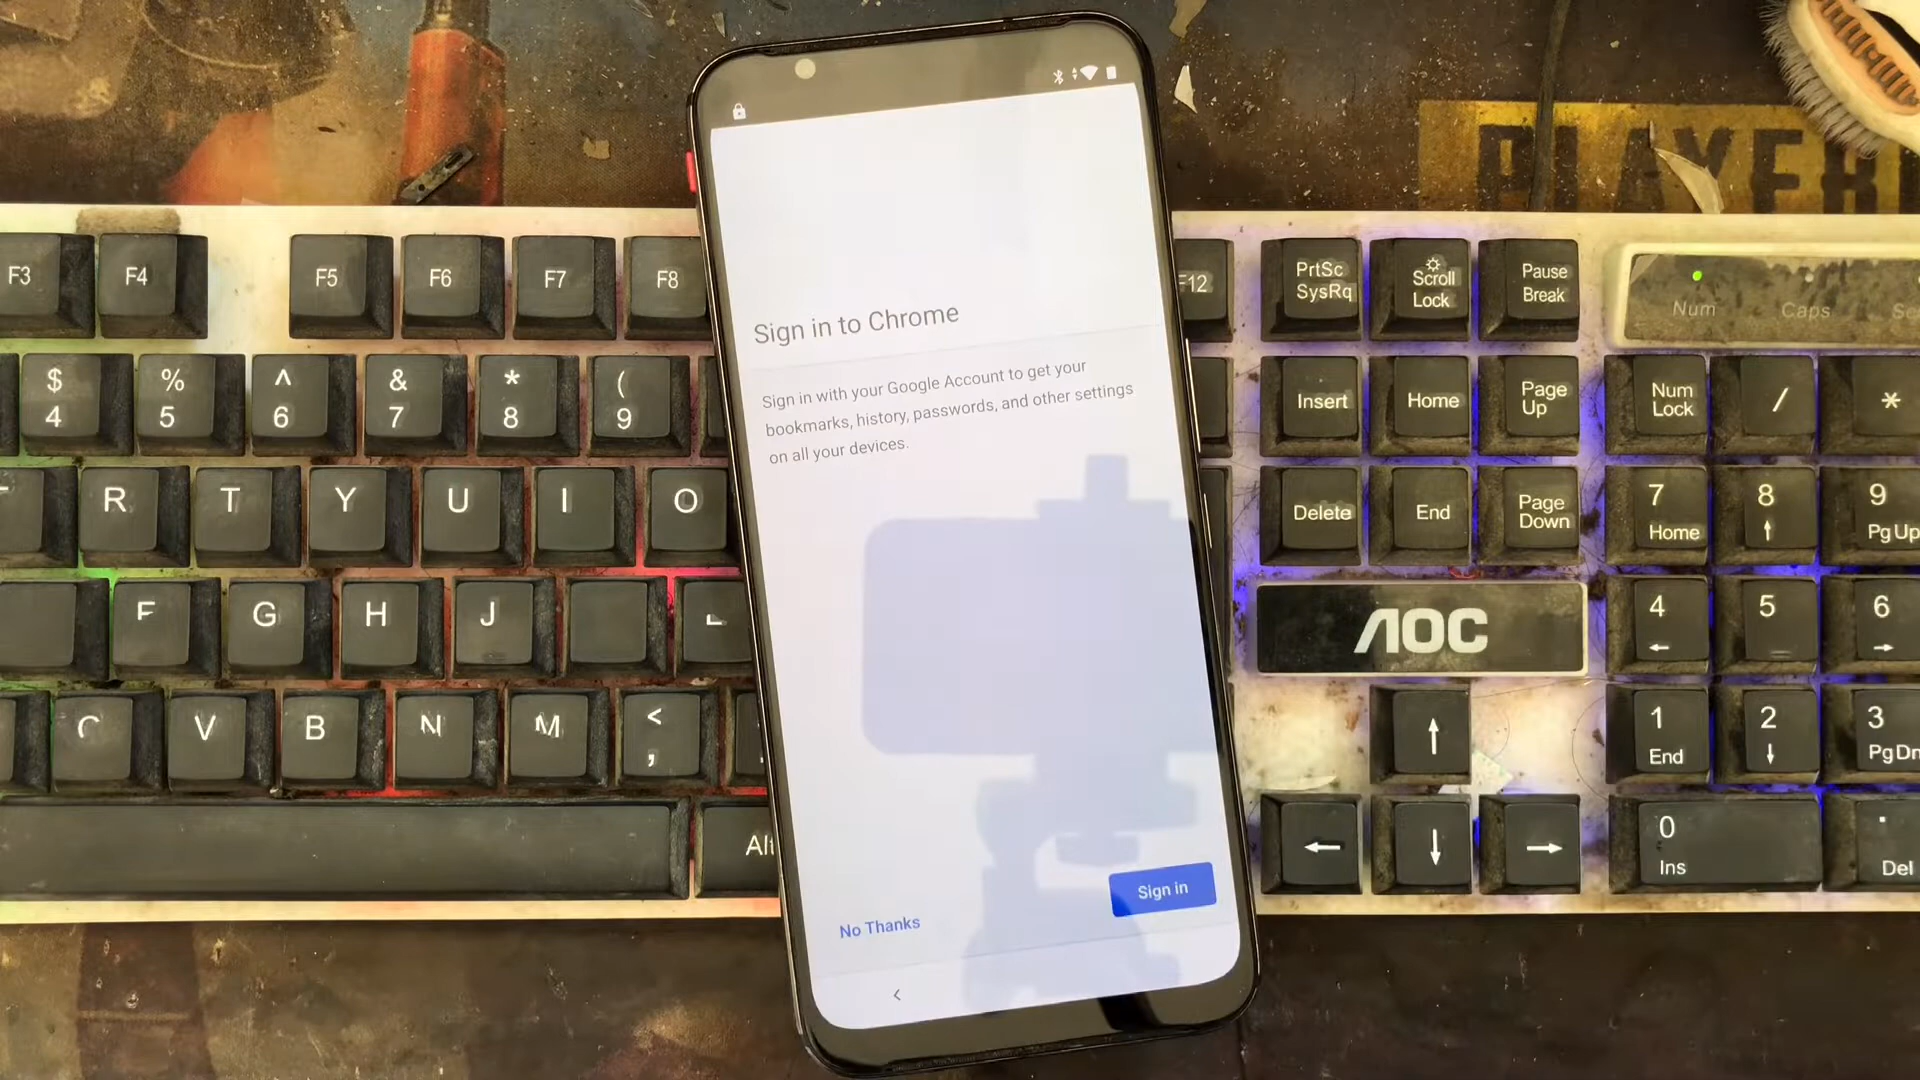 PLAYER
F3 F4 F5 F6 F7 F8 F12 PrtSc SysRq Scroll Lock Pause Break
Num Caps
$ 4 % 5 ^ 6 & 7 * 8 ( 9 Insert Home Page Up Num Lock / *
R T Y U I O Delete End Page Down 7 Home 8 ↑ 9 PgUp
F G H J AOC 4 ← 5 6 →
C V B N M < , ↑ 1 End 2 ↓ 3 PgDn
Alt ← ↓ → 0 Ins . Del
Sign in to Chrome
Sign in with your Google Account to get your
bookmarks, history, passwords, and other settings
on all your devices.
No Thanks
Sign in